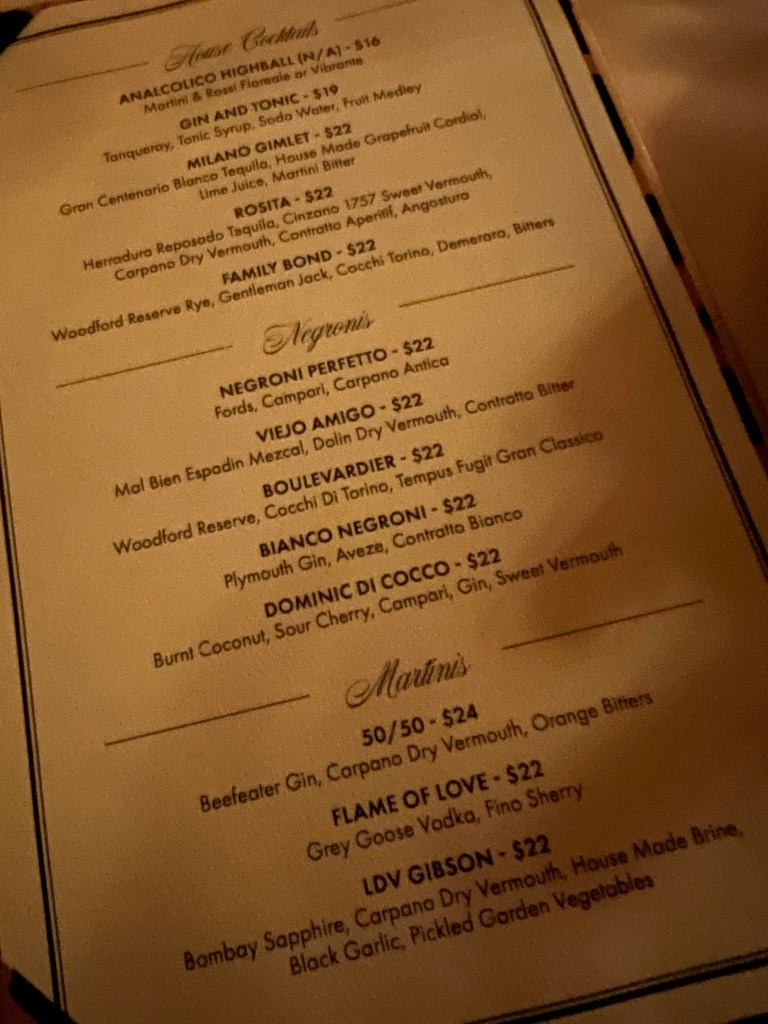 House Cocktails
ANALCOLICO HIGHBALL (N/A) - $16
Martini & Rossi Floreale or Vibrante
GIN AND TONIC - $19
Tanqueray, Tonic Syrup, Soda Water, Fruit Medley
MILANO GIMLET - $22
Gran Centenario Blanco Tequila, House Made Grapefruit Cordial,
Lime Juice, Martini Bitter
ROSITA - $22
Herradura Reposado Tequila, Cinzano 1757 Sweet Vermouth,
Carpano Dry Vermouth, Contratto Aperitif, Angostura
FAMILY BOND - $22
Woodford Reserve Rye, Gentleman Jack, Cocchi Torino, Demerara, Bitters
Negronis
NEGRONI PERFETTO - $22
Fords, Campari, Carpano Antica
VIEJO AMIGO - $22
Mal Bien Espadin Mezcal, Dolin Dry Vermouth, Contratto Bitter
BOULEVARDIER - $22
Woodford Reserve, Cocchi Di Torino, Tempus Fugit Gran Classico
BIANCO NEGRONI - $22
Plymouth Gin, Aveze, Contratto Bianco
DOMINIC DI COCCO - $22
Burnt Coconut, Sour Cherry, Campari, Gin, Sweet Vermouth
Martinis
50/50 - $24
Beefeater Gin, Carpano Dry Vermouth, Orange Bitters
FLAME OF LOVE - $22
Grey Goose Vodka, Fino Sherry
LDV GIBSON - $22
Bombay Sapphire, Carpano Dry Vermouth, House Made Brine,
Black Garlic, Pickled Garden Vegetables